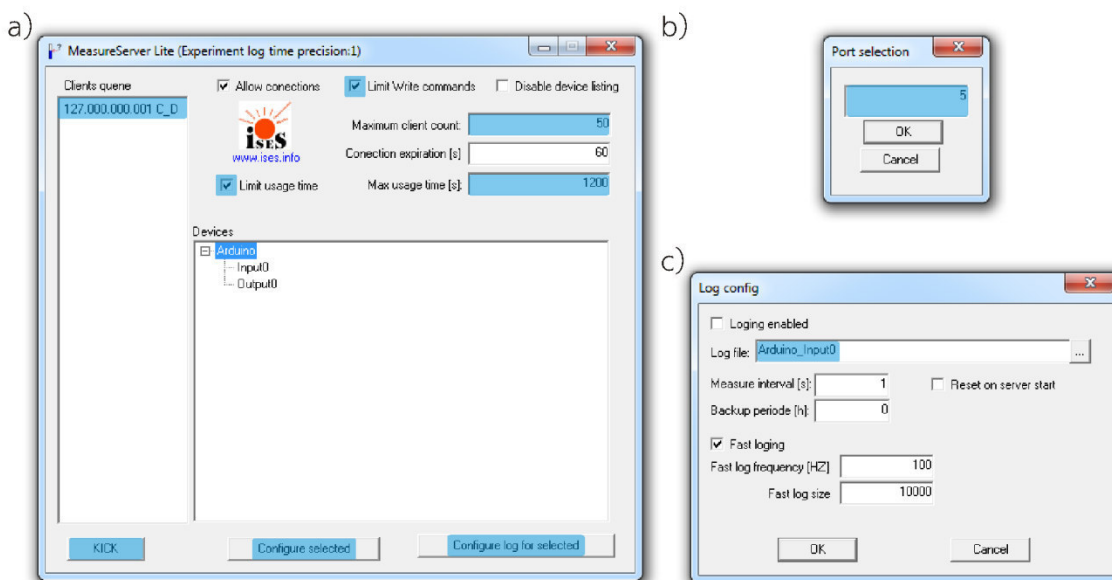 a)
MeasureServer Lite (Experiment log time precision:1)
Clients quene
127.000.000.001 C_D
Allow conections
Limit Write commands
Disable device listing
iSES
www.ises.info
Maximum client count: 50
Conection expiration [s] 60
Limit usage time
Max usage time [s]: 1200
Devices
Arduino
Input0
Output0
KICK
Configure selected
Configure log for selected
b)
Port selection
5
OK
Cancel
c)
Log config
Loging enabled
Log file: Arduino_Input0 ...
Measure interval [s]: 1
Reset on server start
Backup periode [h]: 0
Fast loging
Fast log frequency [HZ] 100
Fast log size 10000
OK
Cancel